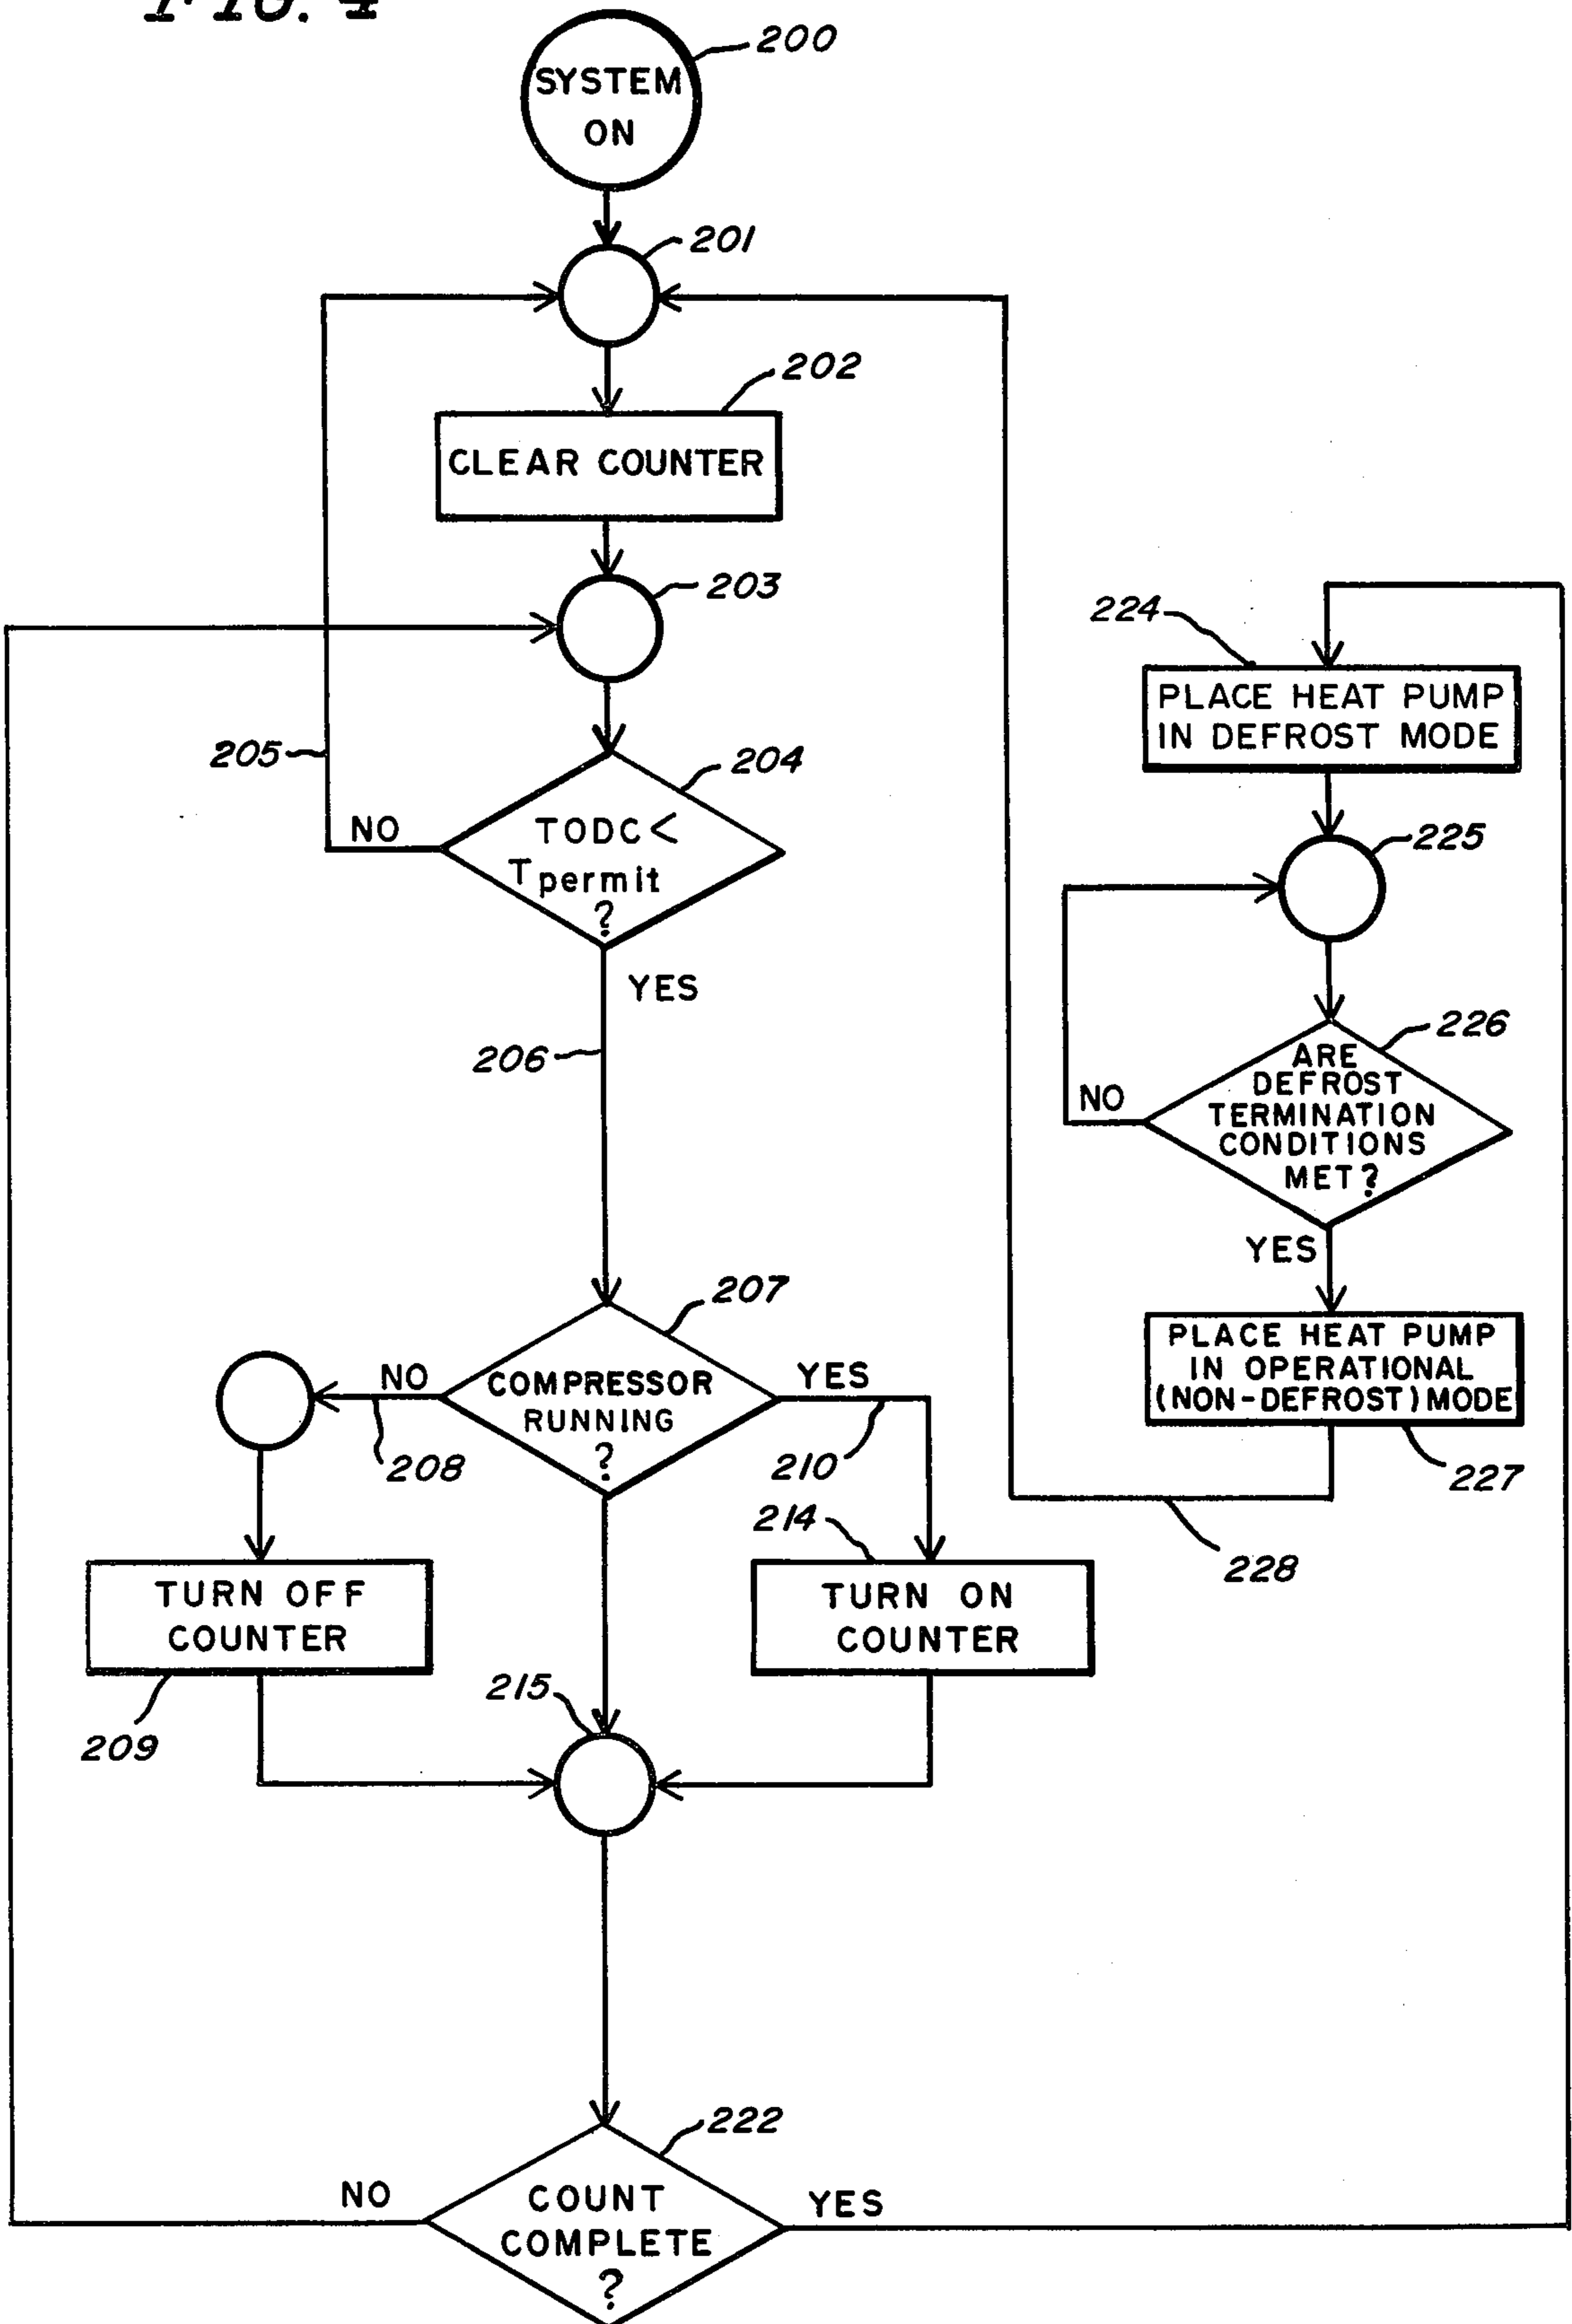 FIG. 4
200
SYSTEM
ON
201
202
CLEAR COUNTER
203
224
PLACE HEAT PUMP
IN DEFROST MODE
205
204
NO
TODC <
Tpermit
?
225
YES
206
226
ARE
DEFROST
TERMINATION
CONDITIONS
MET?
NO
YES
207
PLACE HEAT PUMP
IN OPERATIONAL
(NON-DEFROST) MODE
NO
COMPRESSOR
RUNNING
?
YES
208
210
227
214
228
TURN OFF
COUNTER
TURN ON
COUNTER
209
215
222
NO
COUNT
COMPLETE
?
YES